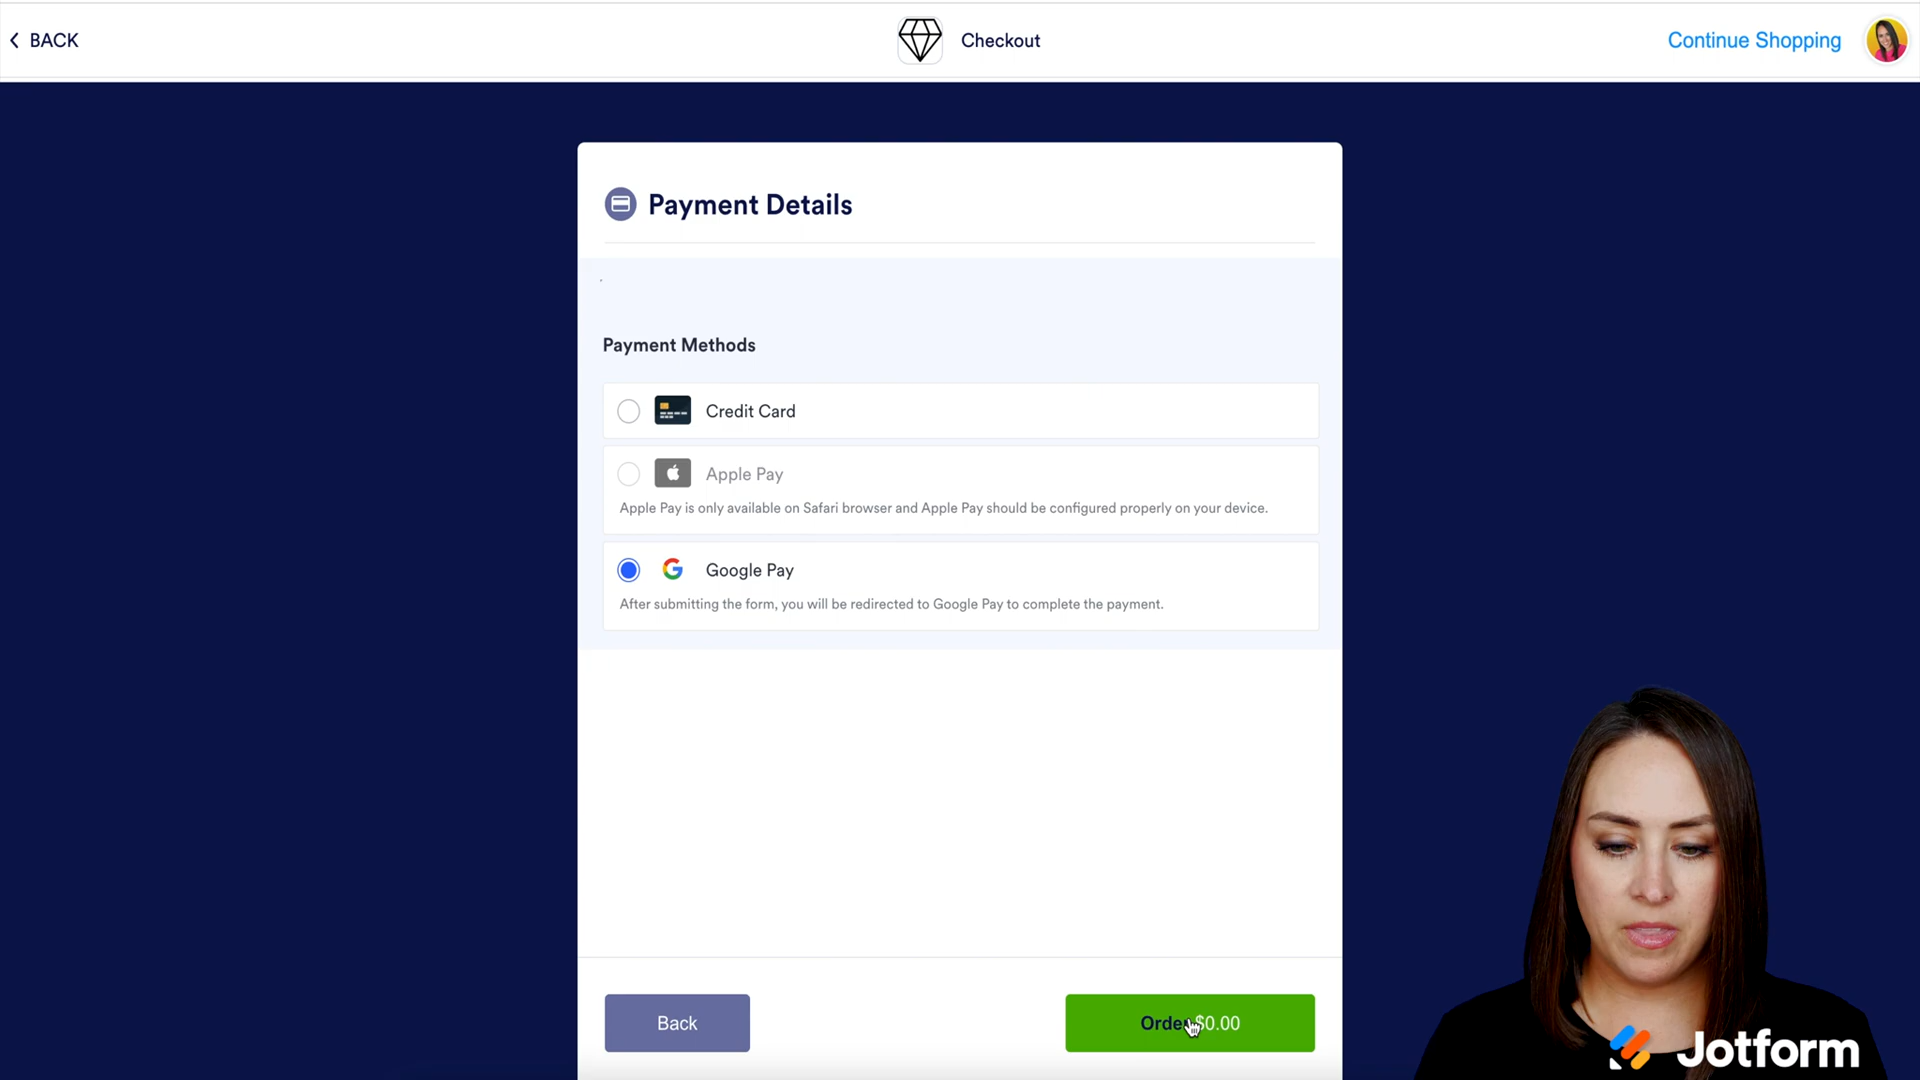 BACK
Checkout
Continue Shopping
Payment Details
Payment Methods
Credit Card
Apple Pay
Apple Pay is only available on Safari browser and Apple Pay should be configured properly on your device.
Google Pay
After submitting the form, you will be redirected to Google Pay to complete the payment.
Back
Order $0.00
Jotform